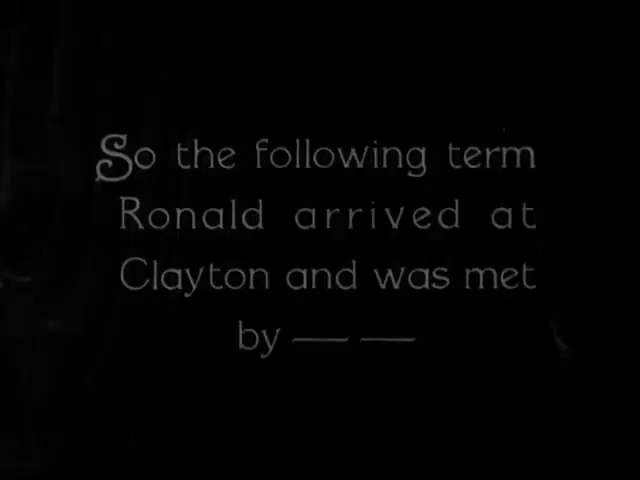 So the following term
Ronald arrived at
Clayton and was met
by — —